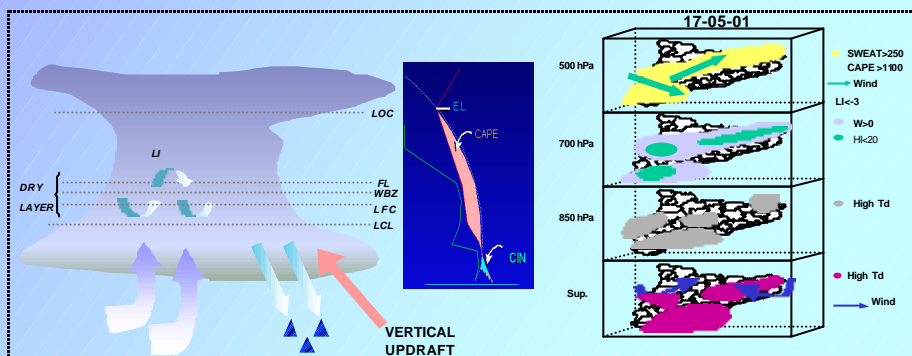 LOC
LI
DRY
LAYER
FL
WBZ
LFC
LCL
VERTICAL
UPDRAFT
EL
CAPE
CIN
17-05-01
500 hPa
SWEAT>250
CAPE >1100
Wind
LI<-3
700 hPa
W>0
HI<20
850 hPa
High Td
Sup.
High Td
Wind